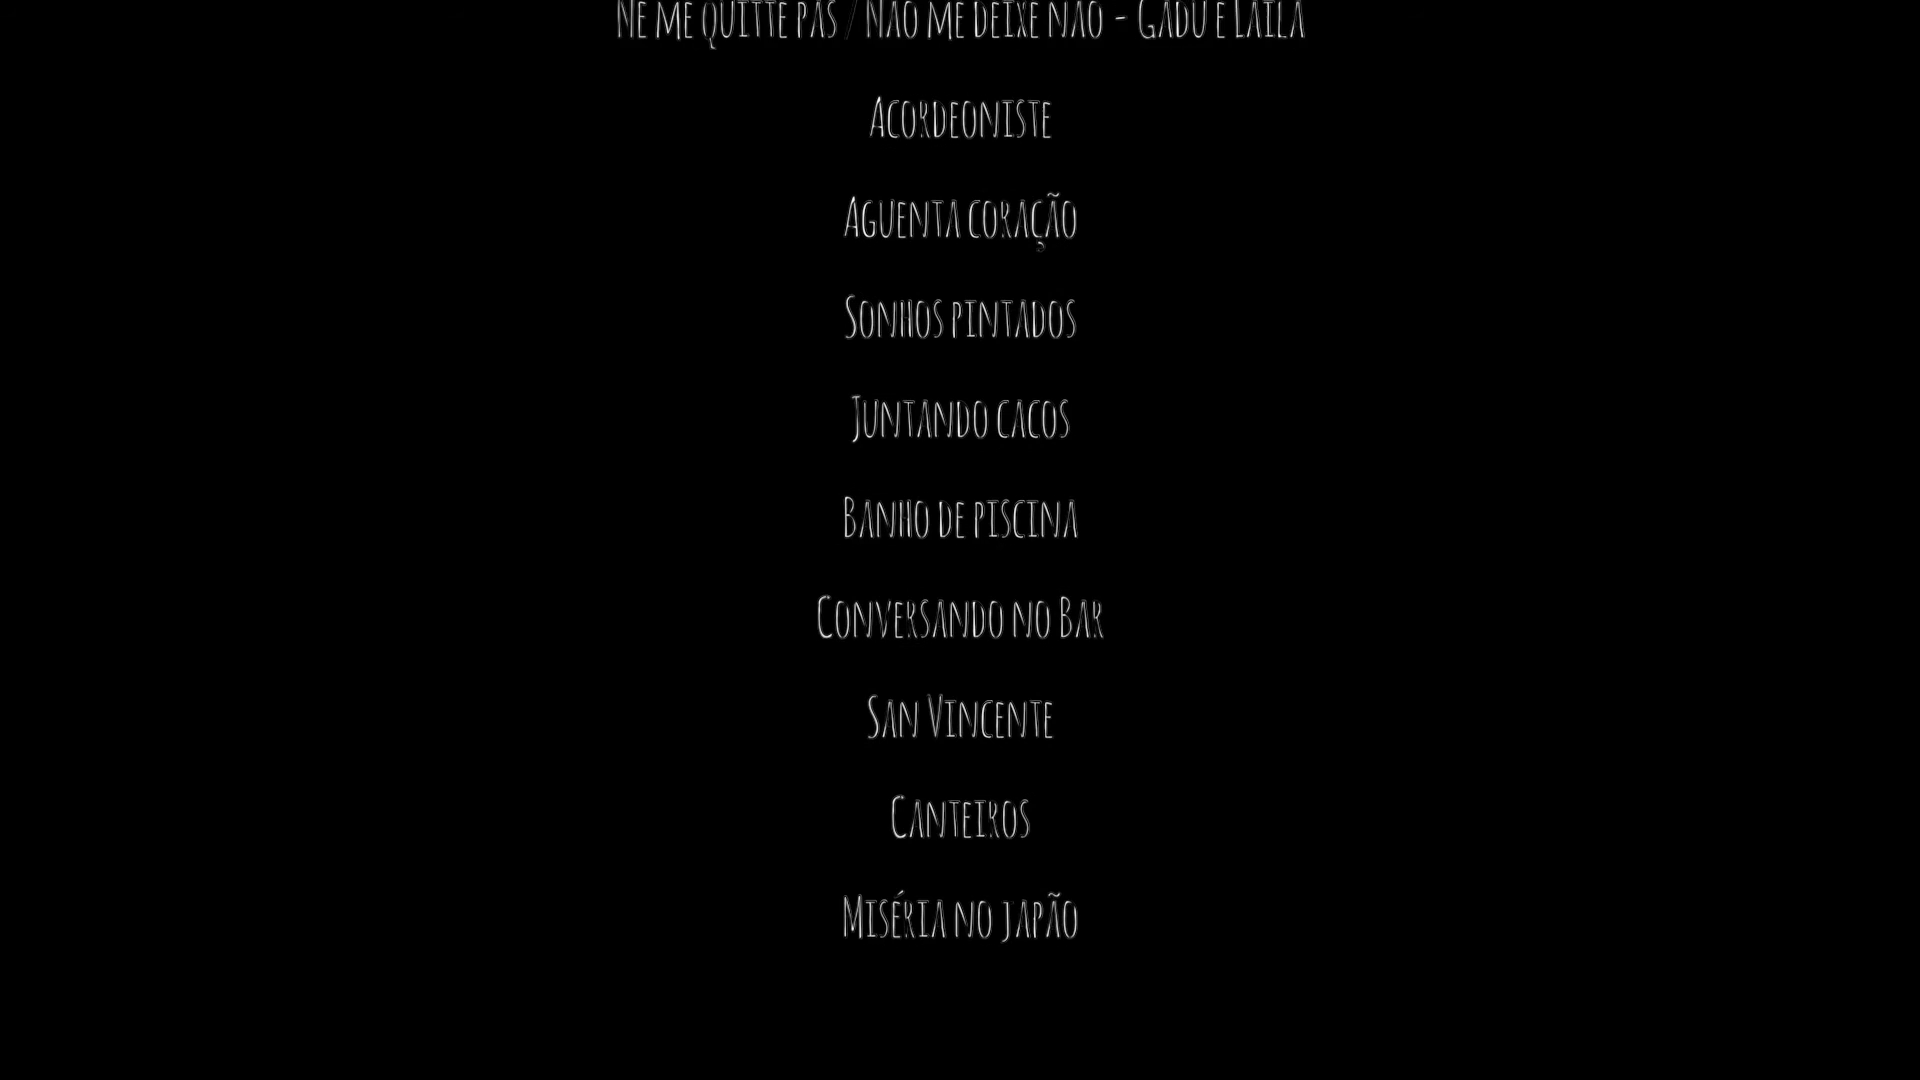 Ne me quitte pas / Não me deixe não - Gadu e Laila
Acordeoniste
Aguenta coração
Sonhos pintados
Juntando cacos
Banho de piscina
Conversando no Bar
San Vincente
Canteiros
Miséria no japão